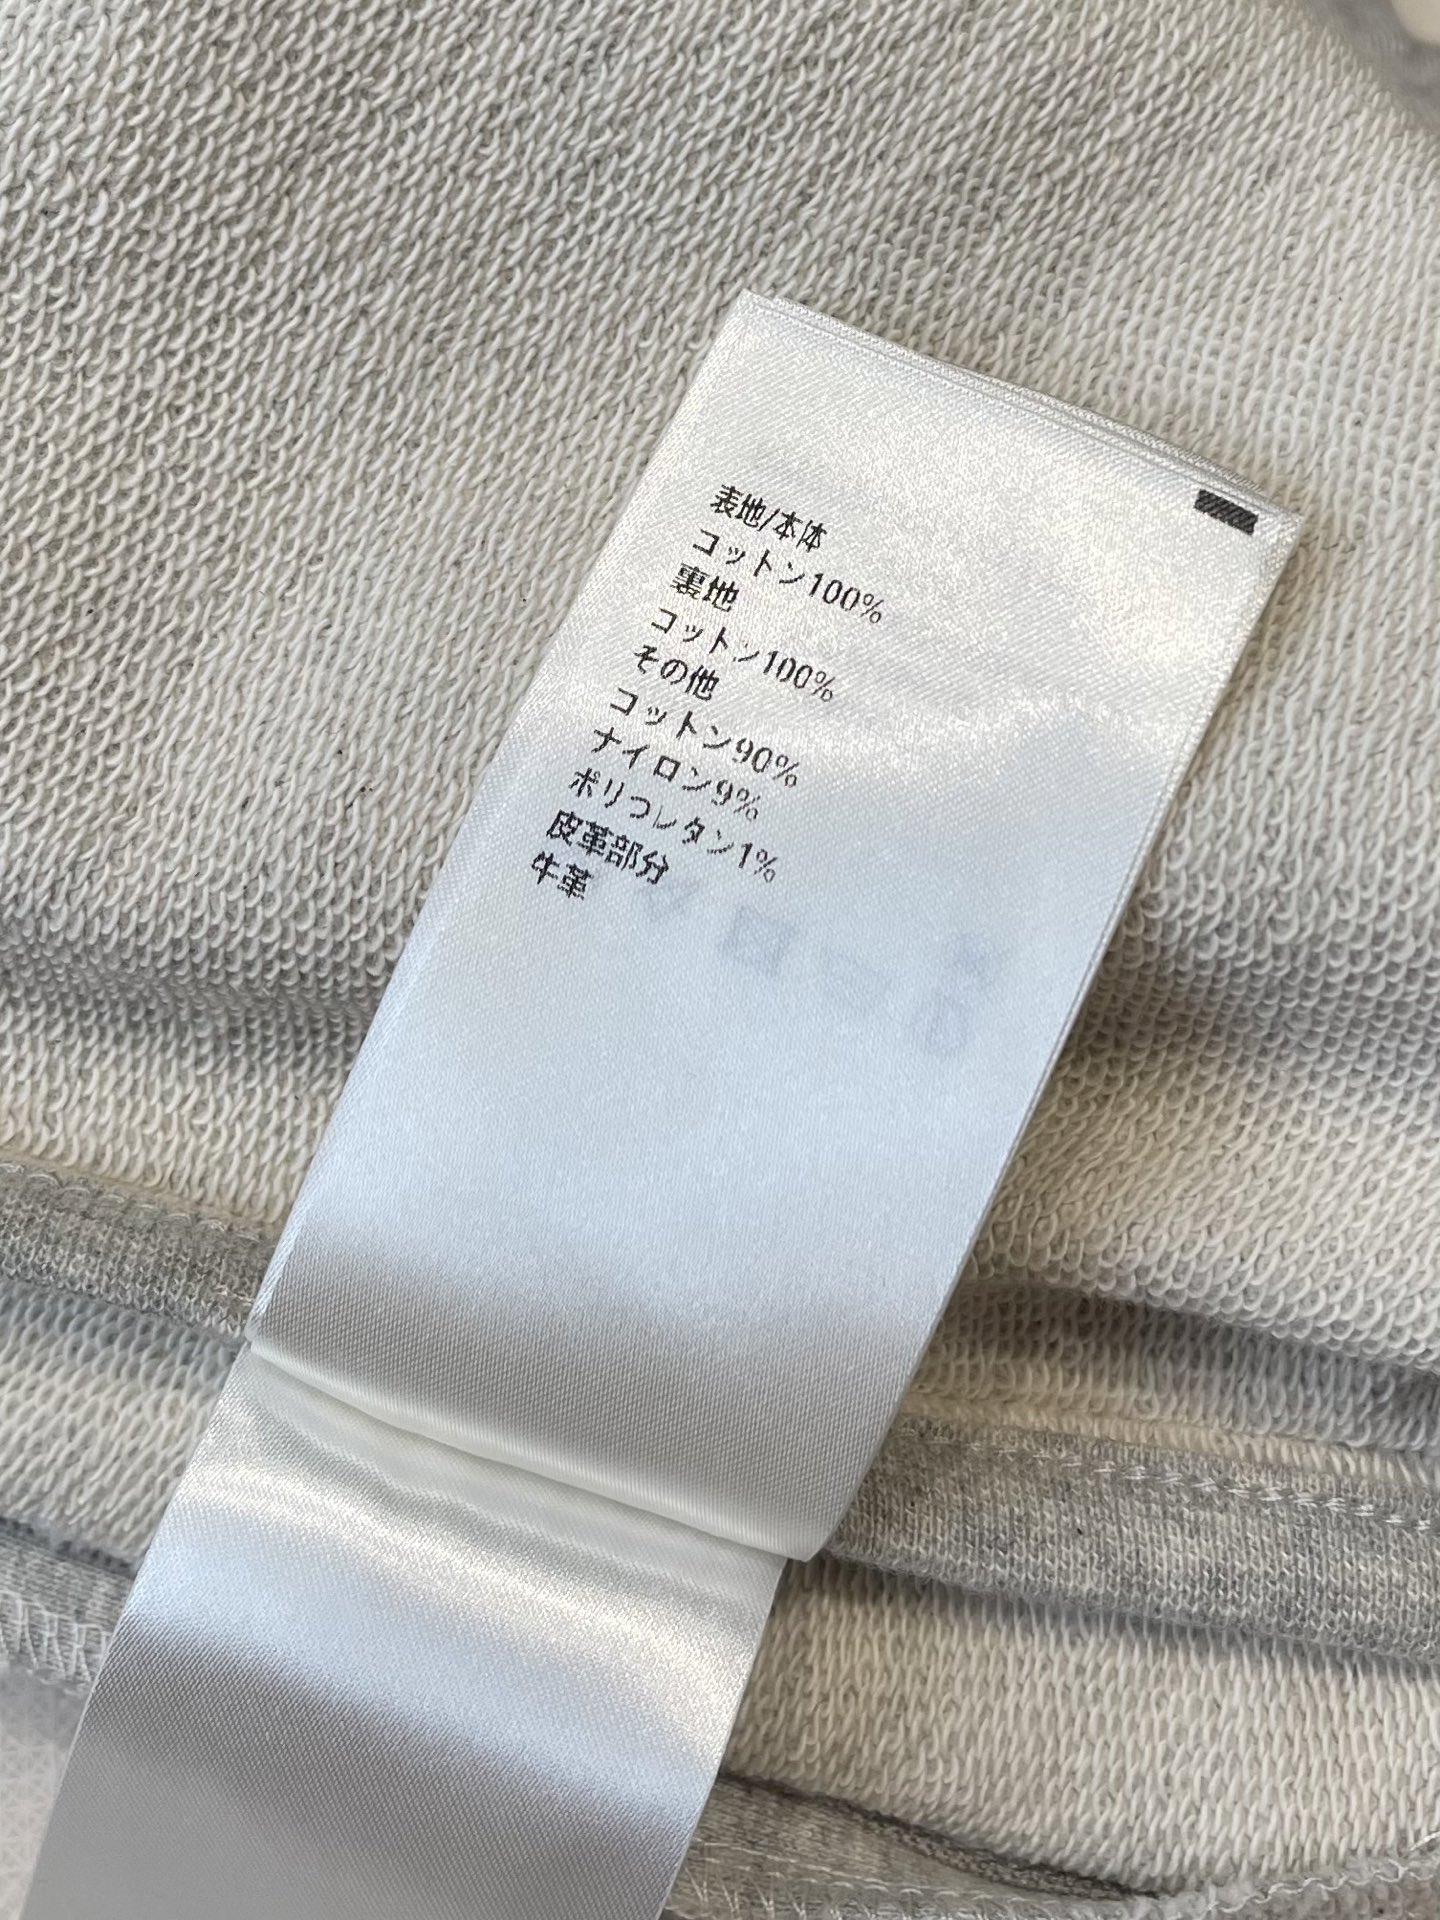 表地/本体
コットン100%
裏地
コットン100%
その他
コットン90%
ナイロン9%
ポリコレタン1%
皮革部分
牛革